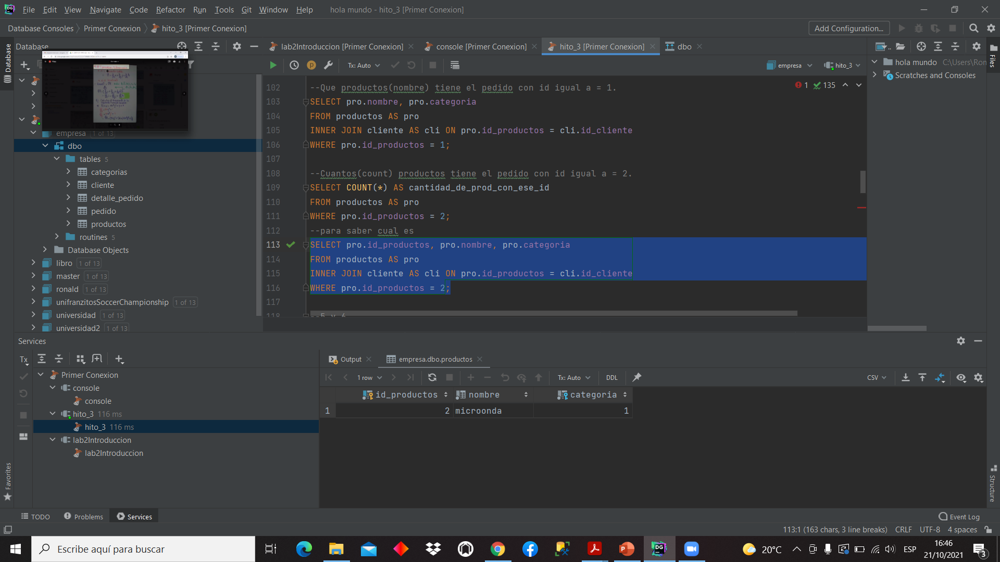 File Edit View Navigate Code Refactor Run Tools Git Window Help hola mundo - hito_3 [Primer Conexion]
Database Consoles Primer Conexion hito_3 [Primer Conexion] Add Configuration...
Database lab2Introduccion [Primer Conexion] console [Primer Conexion] hito_3 [Primer Conexion] dbo
Tx: Auto empresa hito_3
hola mundo C:\Users\Ron
Scratches and Consoles
Database
Files
1 135
empresa 1 of 13
dbo
tables 5
categorias
cliente
detalle_pedido
pedido
productos
routines 5
Database Objects
libro 1 of 13
master 1 of 13
ronald 1 of 13
unifranzitosSoccerChampionship 1 of 13
universidad 1 of 13
universidad2 1 of 13
102 --Que productos(nombre) tiene el pedido con id igual a = 1.
103 SELECT pro.nombre, pro.categoria
104 FROM productos AS pro
105 INNER JOIN cliente AS cli ON pro.id_productos = cli.id_cliente
106 WHERE pro.id_productos = 1;
107
108 --Cuantos(count) productos tiene el pedido con id igual a = 2.
109 SELECT COUNT(*) AS cantidad_de_prod_con_ese_id
110 FROM productos AS pro
111 WHERE pro.id_productos = 2;
112 --para saber cual es
113 SELECT pro.id_productos, pro.nombre, pro.categoria
114 FROM productos AS pro
115 INNER JOIN cliente AS cli ON pro.id_productos = cli.id_cliente
116 WHERE pro.id_productos = 2;
117
118 --5 y 6
Services
Tx
Primer Conexion
console
console
hito_3 116 ms
hito_3 116 ms
lab2Introduccion
lab2Introduccion
Output empresa.dbo.productos
1 row Tx: Auto DDL CSV
id_productos nombre categoria
1 2 microonda 1
Favorites
Structure
TODO Problems Services Event Log
113:1 (163 chars, 3 line breaks) CRLF UTF-8 4 spaces
Escribe aquí para buscar 20°C ESP 16:46
21/10/2021 3